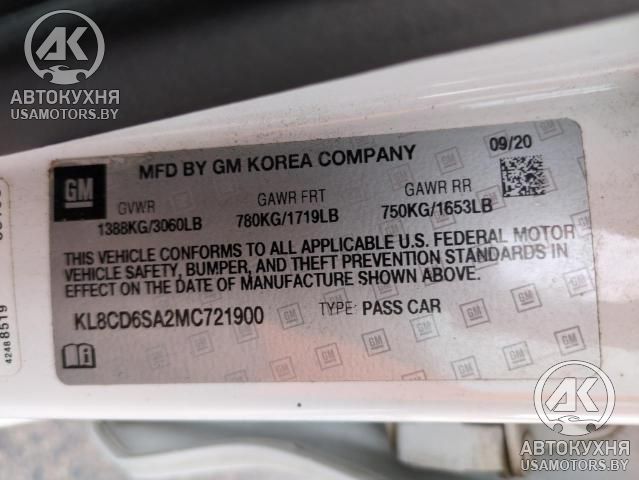 AK
АВТОКУХНЯ
USAMOTORS.BY
GM
MFD BY GM KOREA COMPANY
09/20
GVWR
GAWR FRT
GAWR RR
1388KG/3060LB
780KG/1719LB
750KG/1653LB
THIS VEHICLE CONFORMS TO ALL APPLICABLE U.S. FEDERAL MOTOR
VEHICLE SAFETY, BUMPER, AND THEFT PREVENTION STANDARDS IN
EFFECT ON THE DATE OF MANUFACTURE SHOWN ABOVE.
KL8CD6SA2MC721900
TYPE: PASS CAR
42488519
AK
АВТОКУХНЯ
USAMOTORS.BY